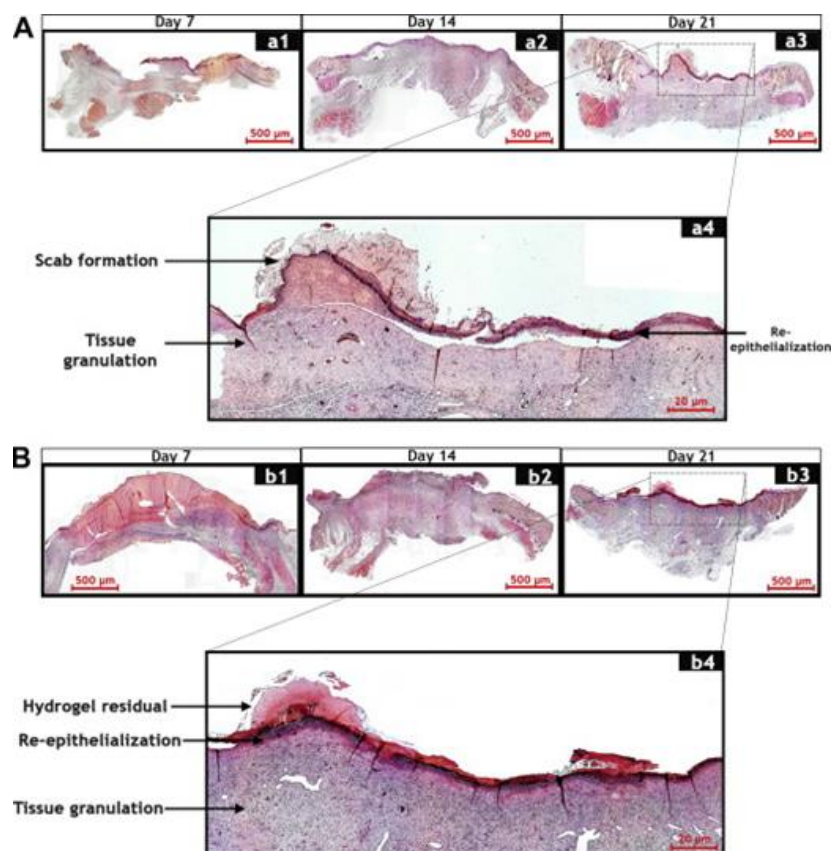 A
Day 7
Day 14
Day 21
a1
a2
a3
500 µm
500 µm
500 µm
a4
Scab formation
Tissue
granulation
Re-
epithelialization
20 µm
B
Day 7
Day 14
Day 21
b1
b2
b3
500 µm
500 µm
500 µm
b4
Hydrogel residual
Re-epithelialization
Tissue granulation
20 µm